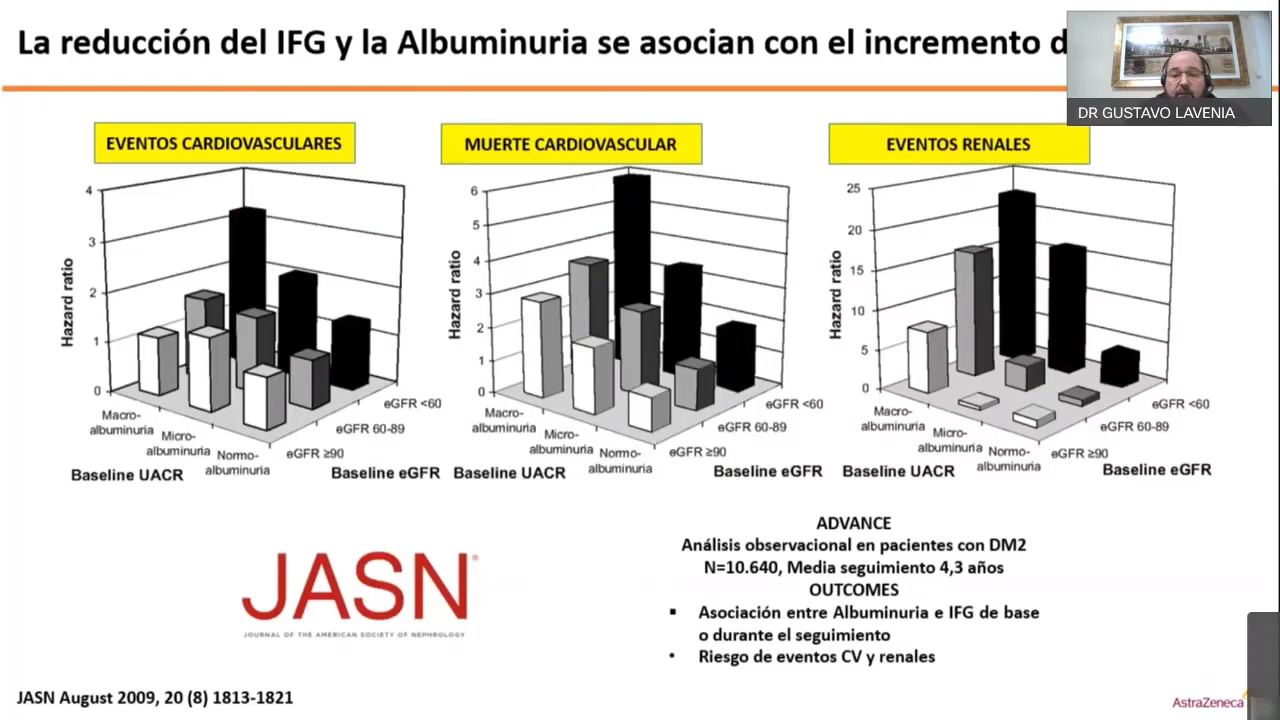 La reducción del IFG y la Albuminuria se asocian con el incremento d
DR GUSTAVO LAVENIA
EVENTOS CARDIOVASCULARES
Hazard ratio
4
3
2
1
0
Macro-
albuminuria
Micro-
albuminuria
Normo-
albuminuria
eGFR ≥90
eGFR 60-89
eGFR <60
Baseline UACR
Baseline eGFR
MUERTE CARDIOVASCULAR
Hazard ratio
6
5
4
3
2
1
0
Macro-
albuminuria
Micro-
albuminuria
Normo-
albuminuria
eGFR ≥90
eGFR 60-89
eGFR <60
Baseline UACR
Baseline eGFR
EVENTOS RENALES
Hazard ratio
25
20
15
10
5
0
Macro-
albuminuria
Micro-
albuminuria
Normo-
albuminuria
eGFR ≥90
eGFR 60-89
eGFR <60
Baseline UACR
Baseline eGFR
JASN®
JOURNAL OF THE AMERICAN SOCIETY OF NEPHROLOGY
ADVANCE
Análisis observacional en pacientes con DM2
N=10.640, Media seguimiento 4,3 años
OUTCOMES
▪ Asociación entre Albuminuria e IFG de base
o durante el seguimiento
• Riesgo de eventos CV y renales
JASN August 2009, 20 (8) 1813-1821
AstraZeneca